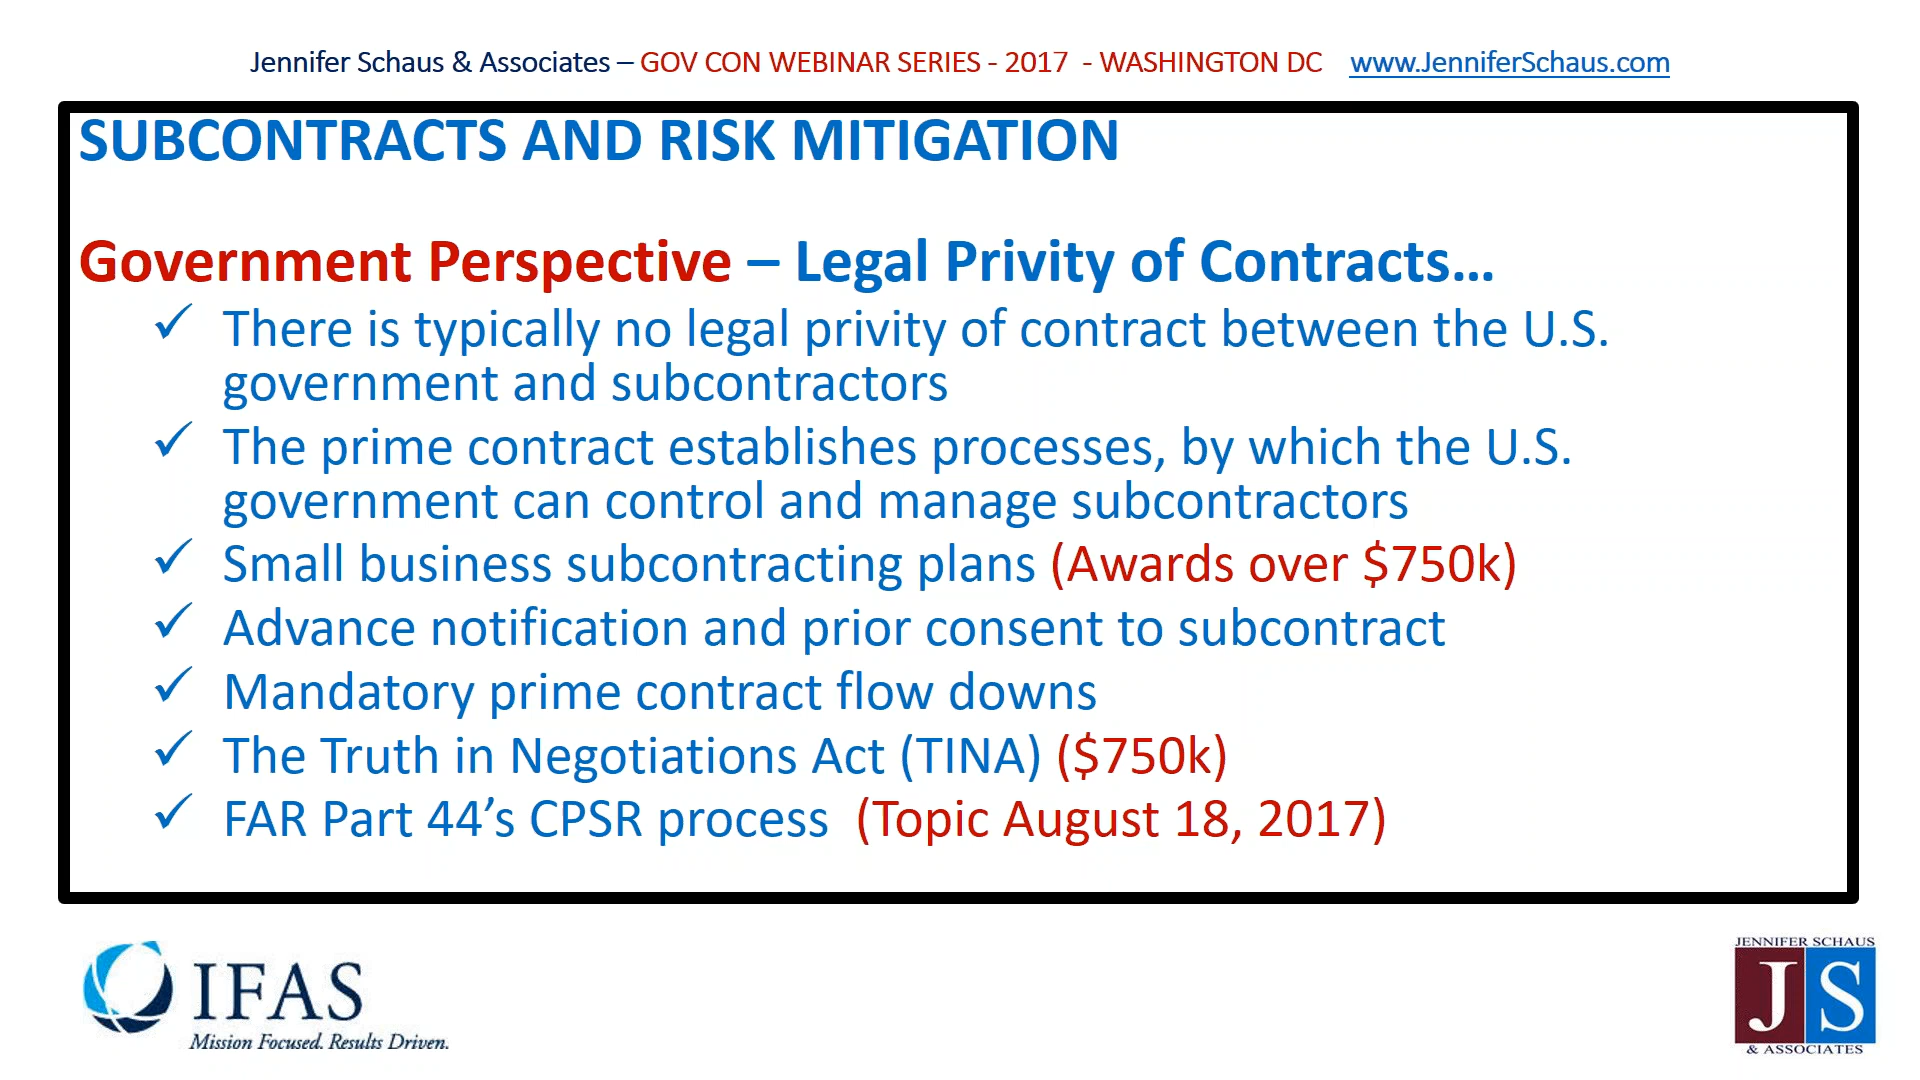 Jennifer Schaus & Associates – GOV CON WEBINAR SERIES - 2017 - WASHINGTON DC www.JenniferSchaus.com
SUBCONTRACTS AND RISK MITIGATION
Government Perspective – Legal Privity of Contracts…
✓ There is typically no legal privity of contract between the U.S.
government and subcontractors
✓ The prime contract establishes processes, by which the U.S.
government can control and manage subcontractors
✓ Small business subcontracting plans (Awards over $750k)
✓ Advance notification and prior consent to subcontract
✓ Mandatory prime contract flow downs
✓ The Truth in Negotiations Act (TINA) ($750k)
✓ FAR Part 44’s CPSR process (Topic August 18, 2017)
IFAS
Mission Focused. Results Driven.
JENNIFER SCHAUS
JS
& ASSOCIATES